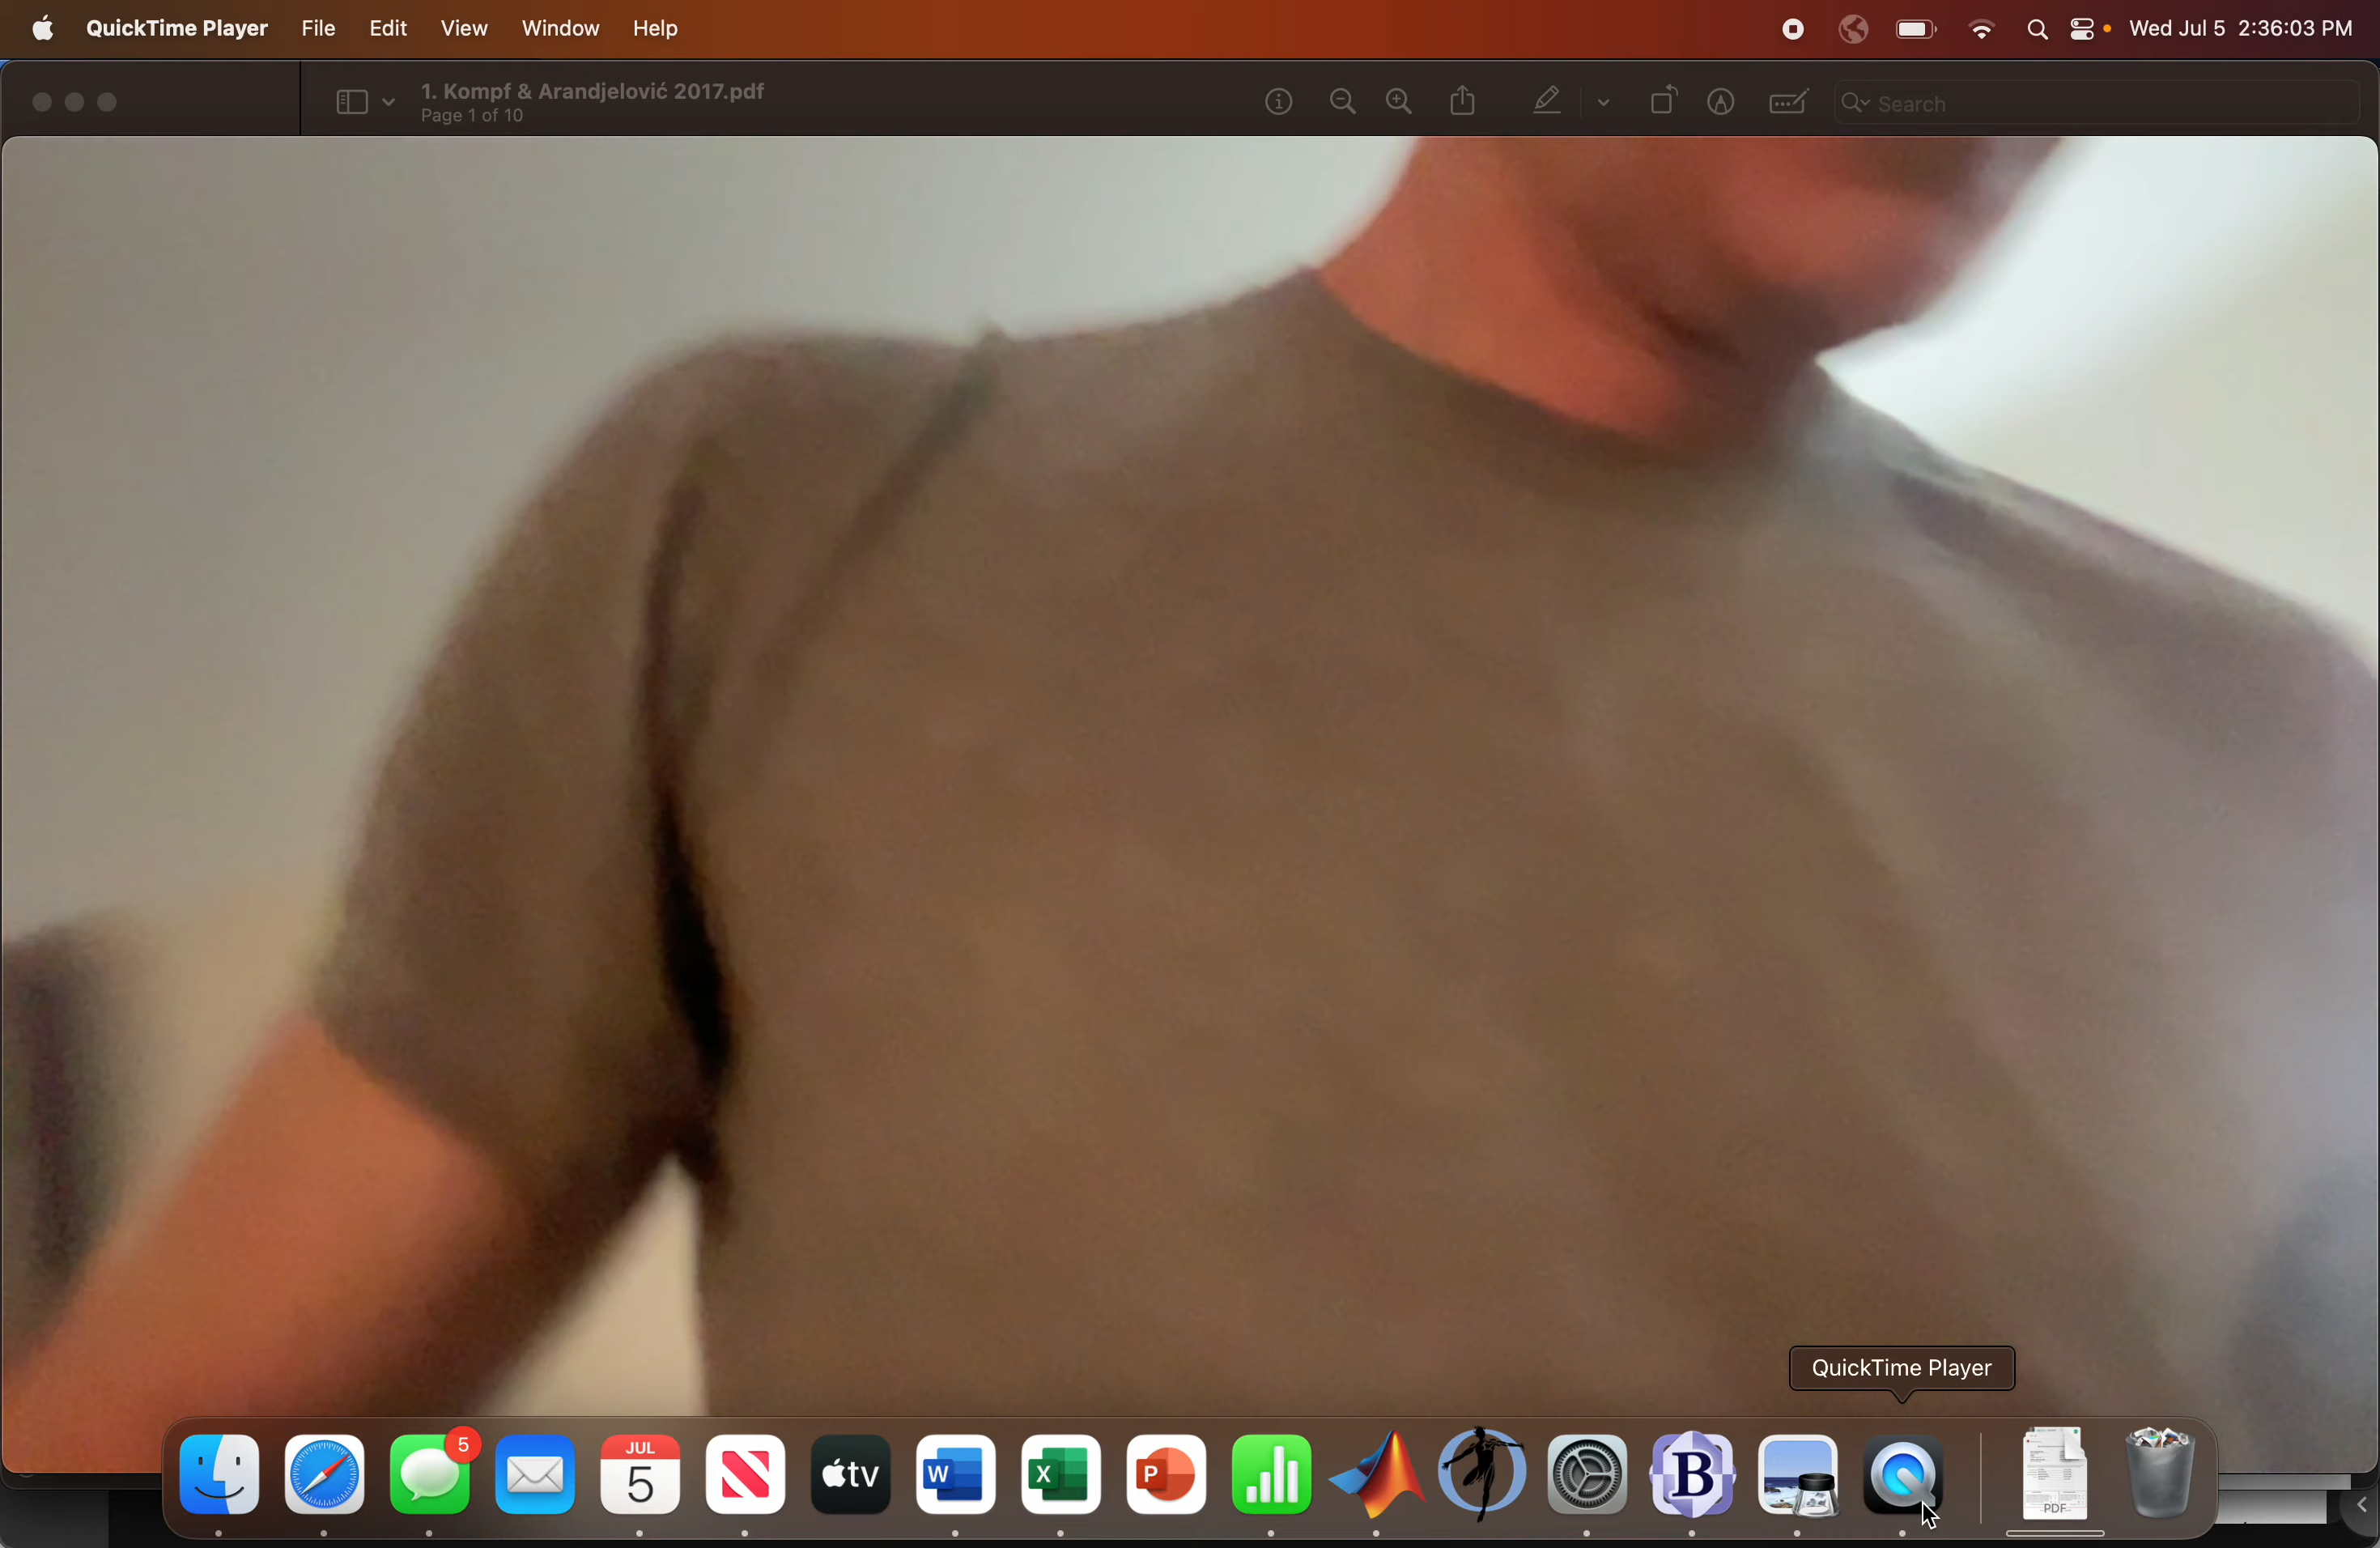 QuickTime Player File Edit View Window Help Wed Jul 5 2:36:03 PM
1. Kompf & Arandjelović 2017.pdf
Page 1 of 10
Search
QuickTime Player
5
JUL
5
tv
W
X
P
B
PDF